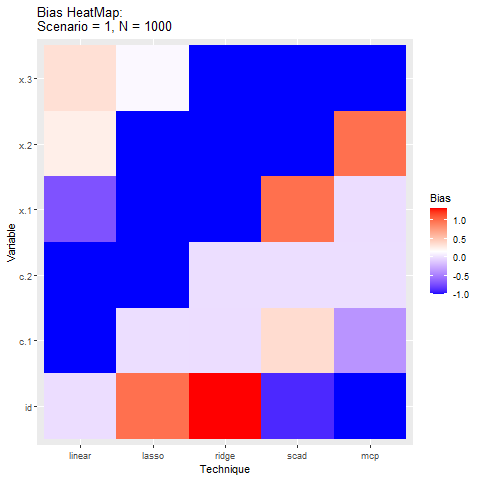 Bias HeatMap:
Scenario = 1, N = 1000
x.3
x.2
x.1
c.2
c.1
id
Variable
linear lasso ridge scad mcp
Technique
Bias
1.0
0.5
0.0
-0.5
-1.0